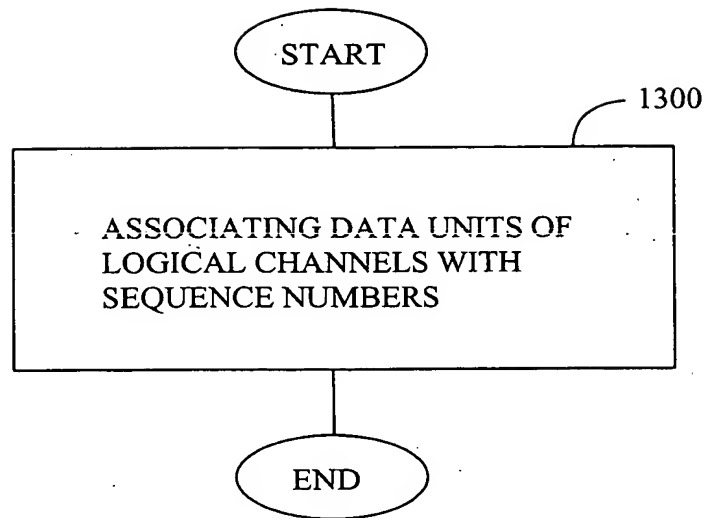 START
1300
ASSOCIATING DATA UNITS OF
LOGICAL CHANNELS WITH
SEQUENCE NUMBERS
END